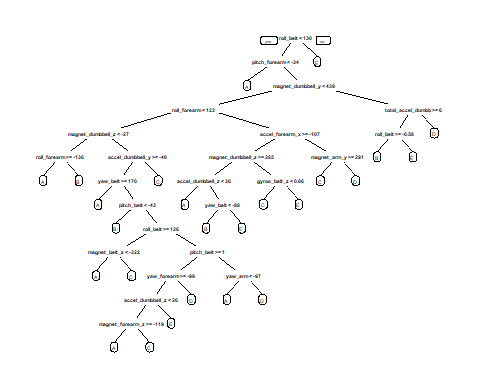 yes roll_belt < 130 no
pitch_forearm < -34 E
A magnet_dumbbell_y < 439
roll_forearm < 123 total_accel_dumbb >= 6
magnet_dumbbell_z < -27 accel_forearm_x >= -107 roll_belt >= -0.58 D
roll_forearm >= -136 accel_dumbbell_y >= -40 magnet_dumbbell_z >= 285 magnet_arm_y >= 291 B E
A B yaw_belt >= 170 C accel_dumbbell_z < 36 gyros_belt_z < 0.06 C D
A pitch_belt < -43 A yaw_belt < -88 C E
B roll_belt >= 126 B E
magnet_belt_z < -322 pitch_belt >= 1
A C yaw_forearm >= -99 yaw_arm < -97
accel_dumbbell_z < 26 D A D
magnet_forearm_z >= -119 E
A C